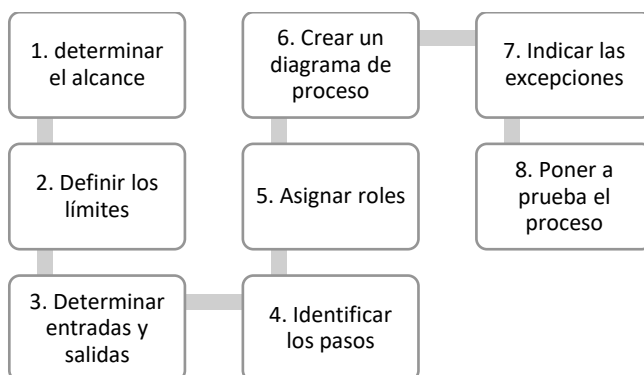 1. determinar
el alcance
2. Definir los
límites
3. Determinar
entradas y
salidas
4. Identificar
los pasos
5. Asignar roles
6. Crear un
diagrama de
proceso
7. Indicar las
excepciones
8. Poner a
prueba el
proceso